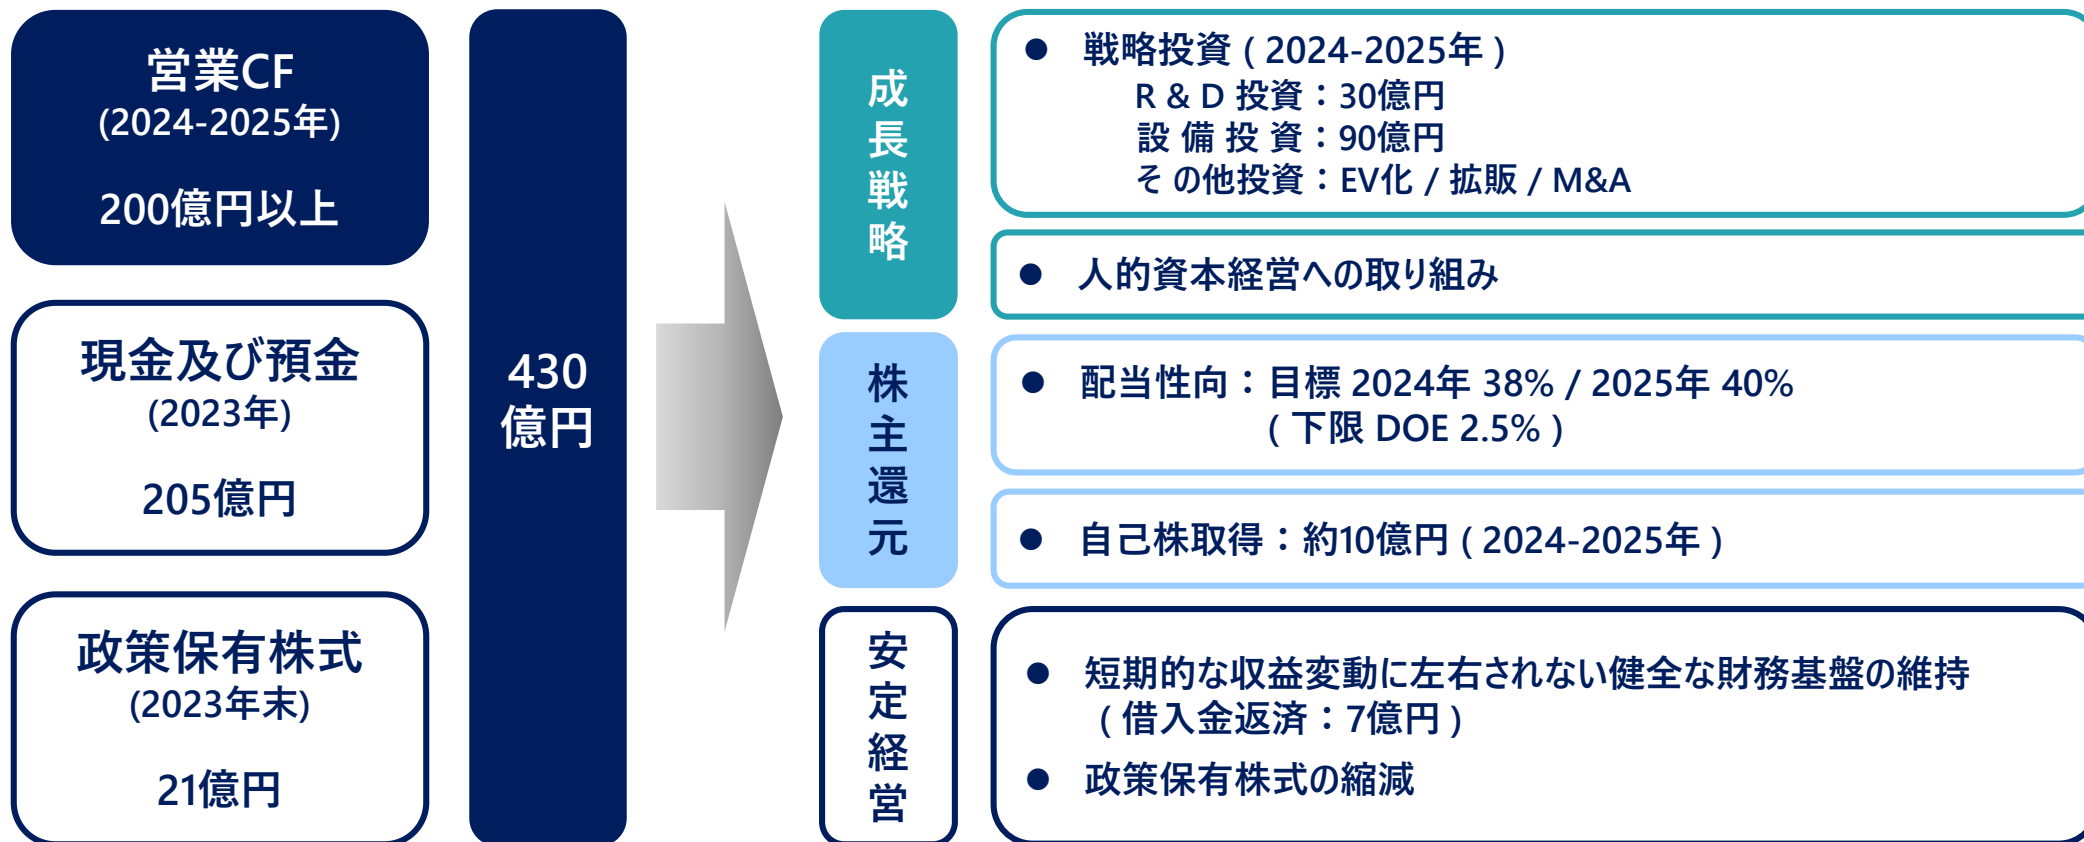 営業CF
(2024-2025年)
200億円以上
現金及び預金
(2023年)
205億円
政策保有株式
(2023年末)
21億円
430
億円
成長戦略
● 戦略投資 ( 2024-2025年 )
R & D 投資：30億円
設 備 投 資：90億円
そ の他投資：EV化 / 拡販 / M&A
● 人的資本経営への取り組み
株主還元
● 配当性向：目標 2024年 38% / 2025年 40%
( 下限 DOE 2.5% )
● 自己株取得：約10億円 ( 2024-2025年 )
安定経営
● 短期的な収益変動に左右されない健全な財務基盤の維持
( 借入金返済：7億円 )
● 政策保有株式の縮減